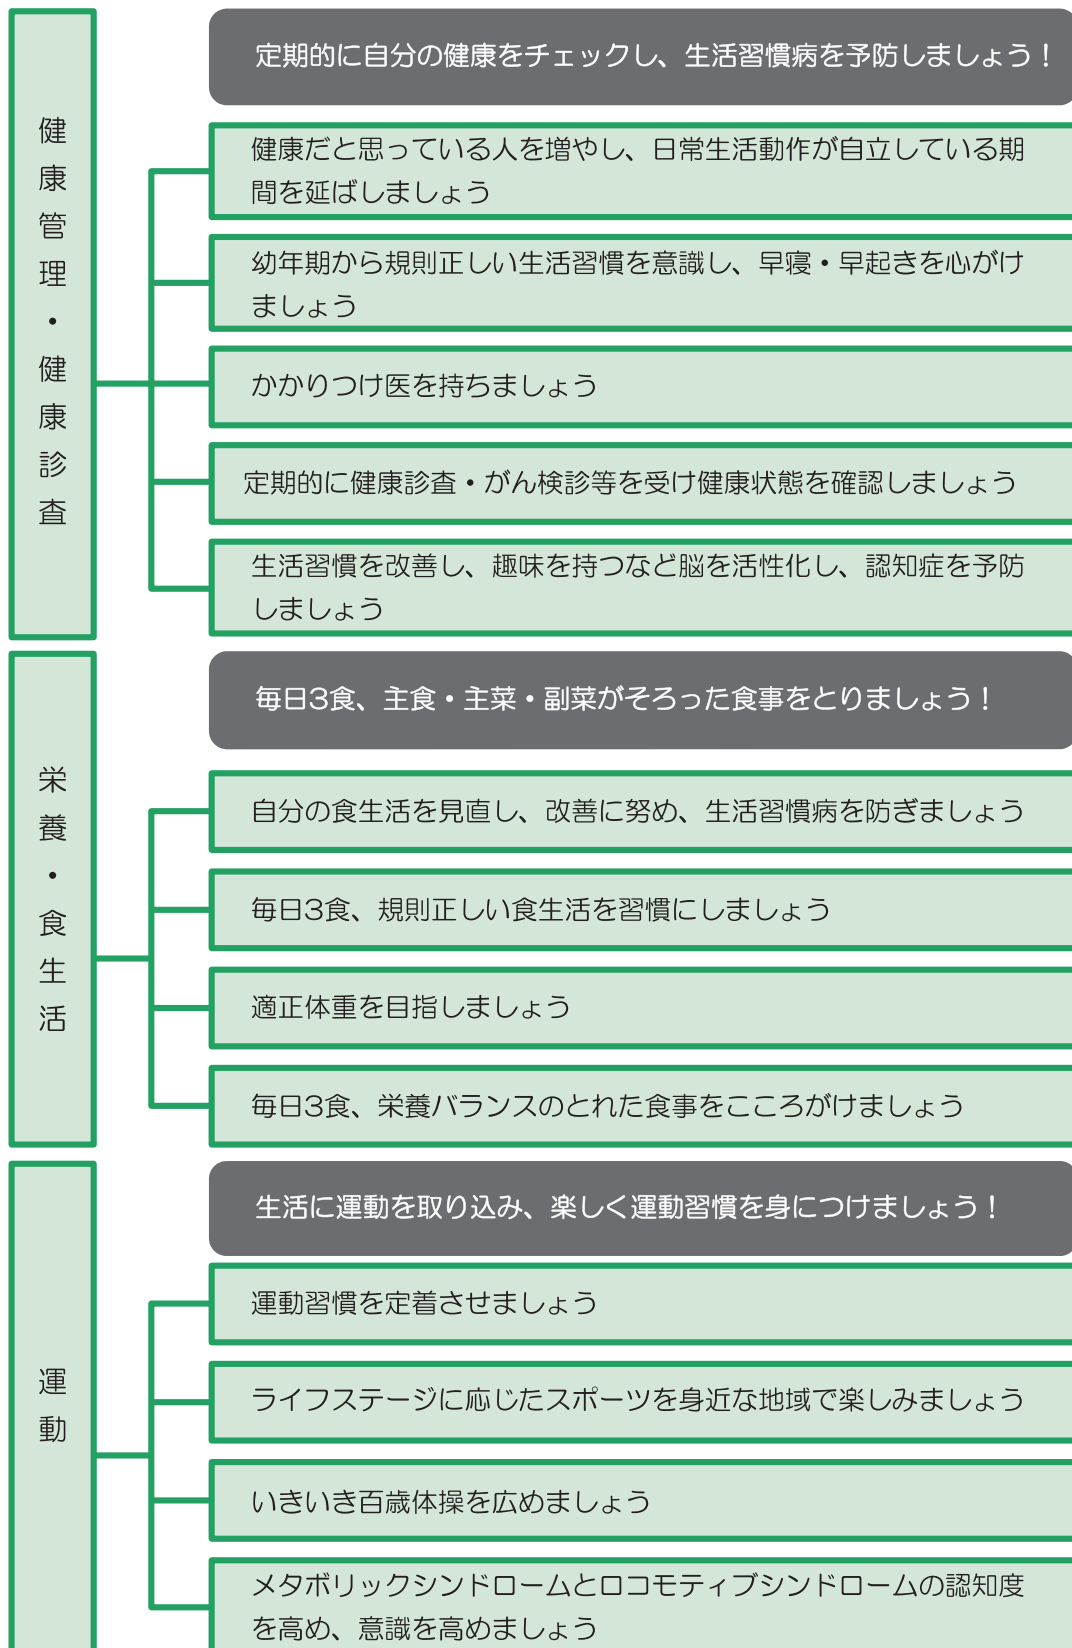 健康管理・健康診査
定期的に自分の健康をチェックし、生活習慣病を予防しましょう！
健康だと思っている人を増やし、日常生活動作が自立している期
間を延ばしましょう
幼年期から規則正しい生活習慣を意識し、早寝・早起きを心がけ
ましょう
かかりつけ医を持ちましょう
定期的に健康診査・がん検診等を受け健康状態を確認しましょう
生活習慣を改善し、趣味を持つなど脳を活性化し、認知症を予防
しましょう
栄養・食生活
毎日3食、主食・主菜・副菜がそろった食事をとりましょう！
自分の食生活を見直し、改善に努め、生活習慣病を防ぎましょう
毎日3食、規則正しい食生活を習慣にしましょう
適正体重を目指しましょう
毎日3食、栄養バランスのとれた食事をこころがけましょう
運動
生活に運動を取り込み、楽しく運動習慣を身につけましょう！
運動習慣を定着させましょう
ライフステージに応じたスポーツを身近な地域で楽しみましょう
いきいき百歳体操を広めましょう
メタボリックシンドロームとロコモティブシンドロームの認知度
を高め、意識を高めましょう